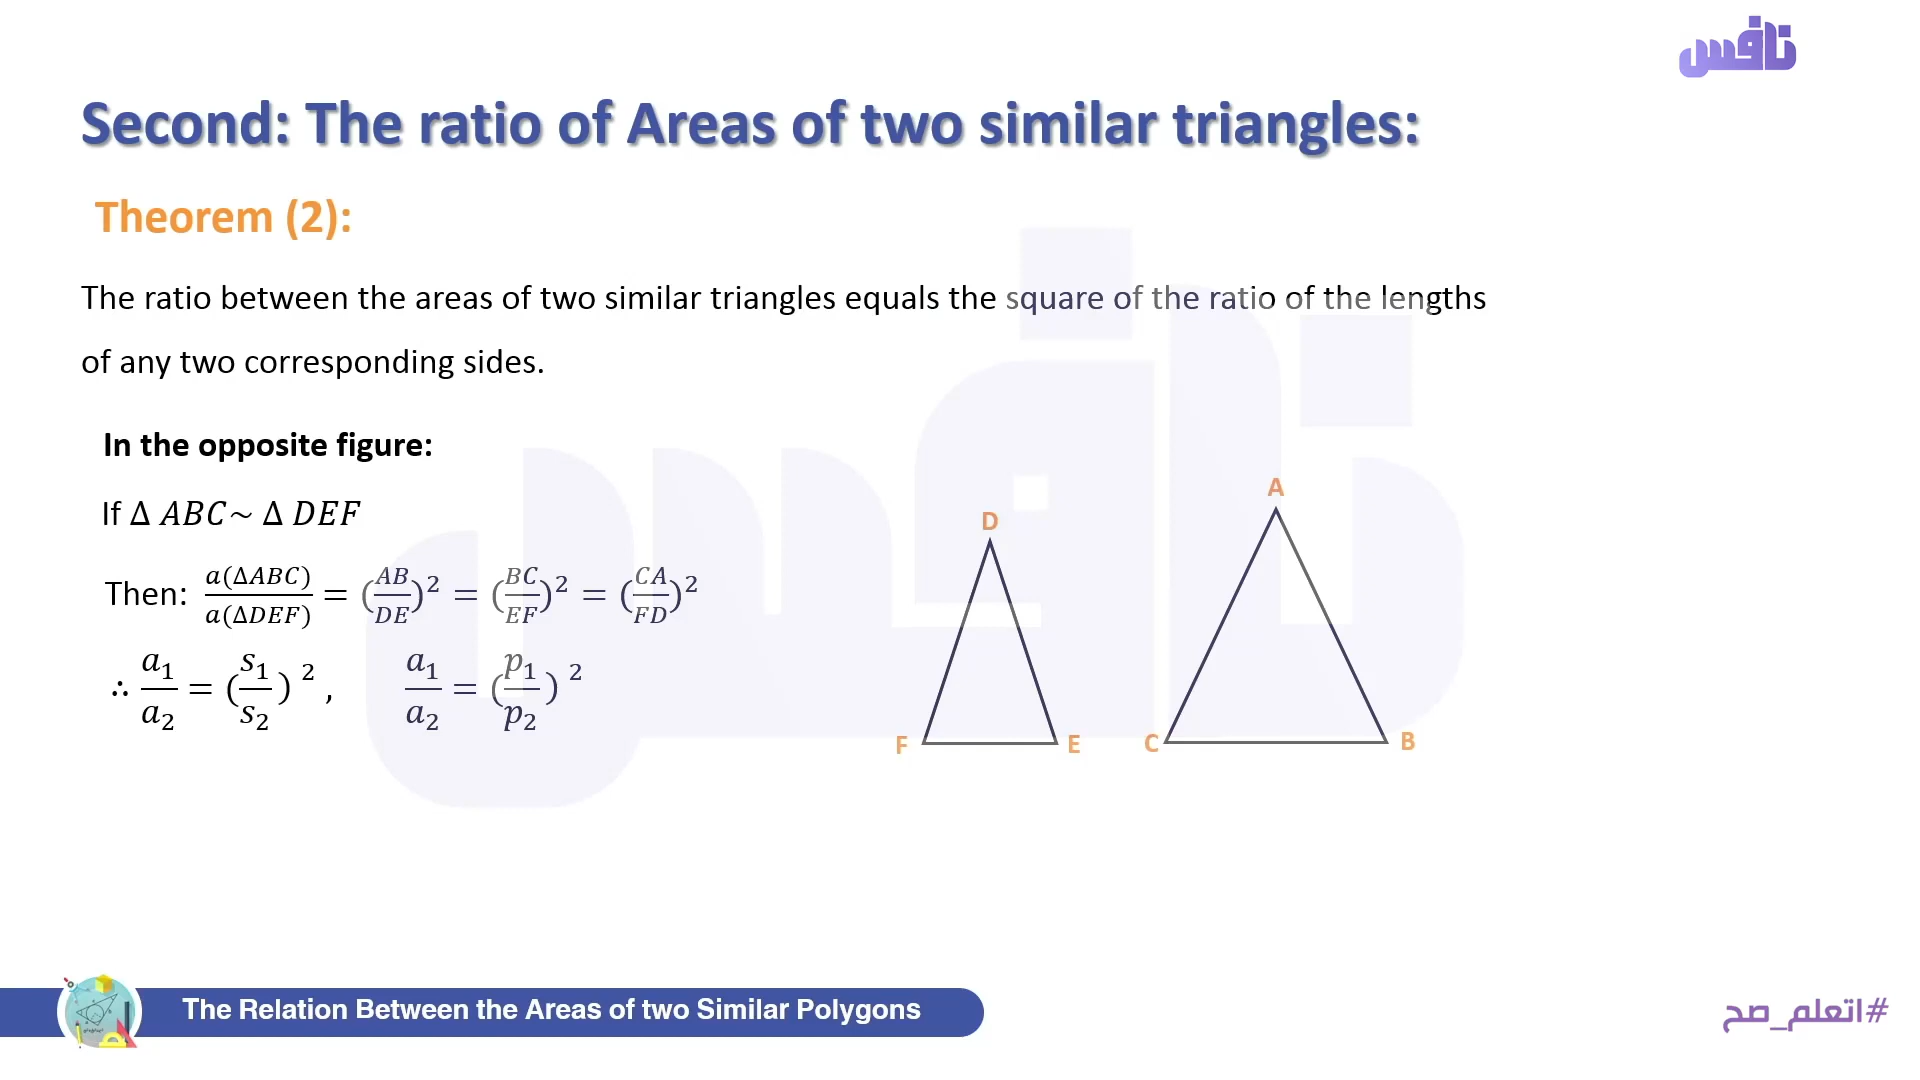 نافس
Second: The ratio of Areas of two similar triangles:
Theorem (2):
The ratio between the areas of two similar triangles equals the square of the ratio of the lengths
of any two corresponding sides.
In the opposite figure:
If Δ ABC~ Δ DEF
Then: a(ΔABC)/a(ΔDEF) = (AB/DE)² = (BC/EF)² = (CA/FD)²
∴ a₁/a₂ = (s₁/s₂) ² , a₁/a₂ = (p₁/p₂) ²
D
F
E
A
C
B
The Relation Between the Areas of two Similar Polygons
#اتعلم_صح